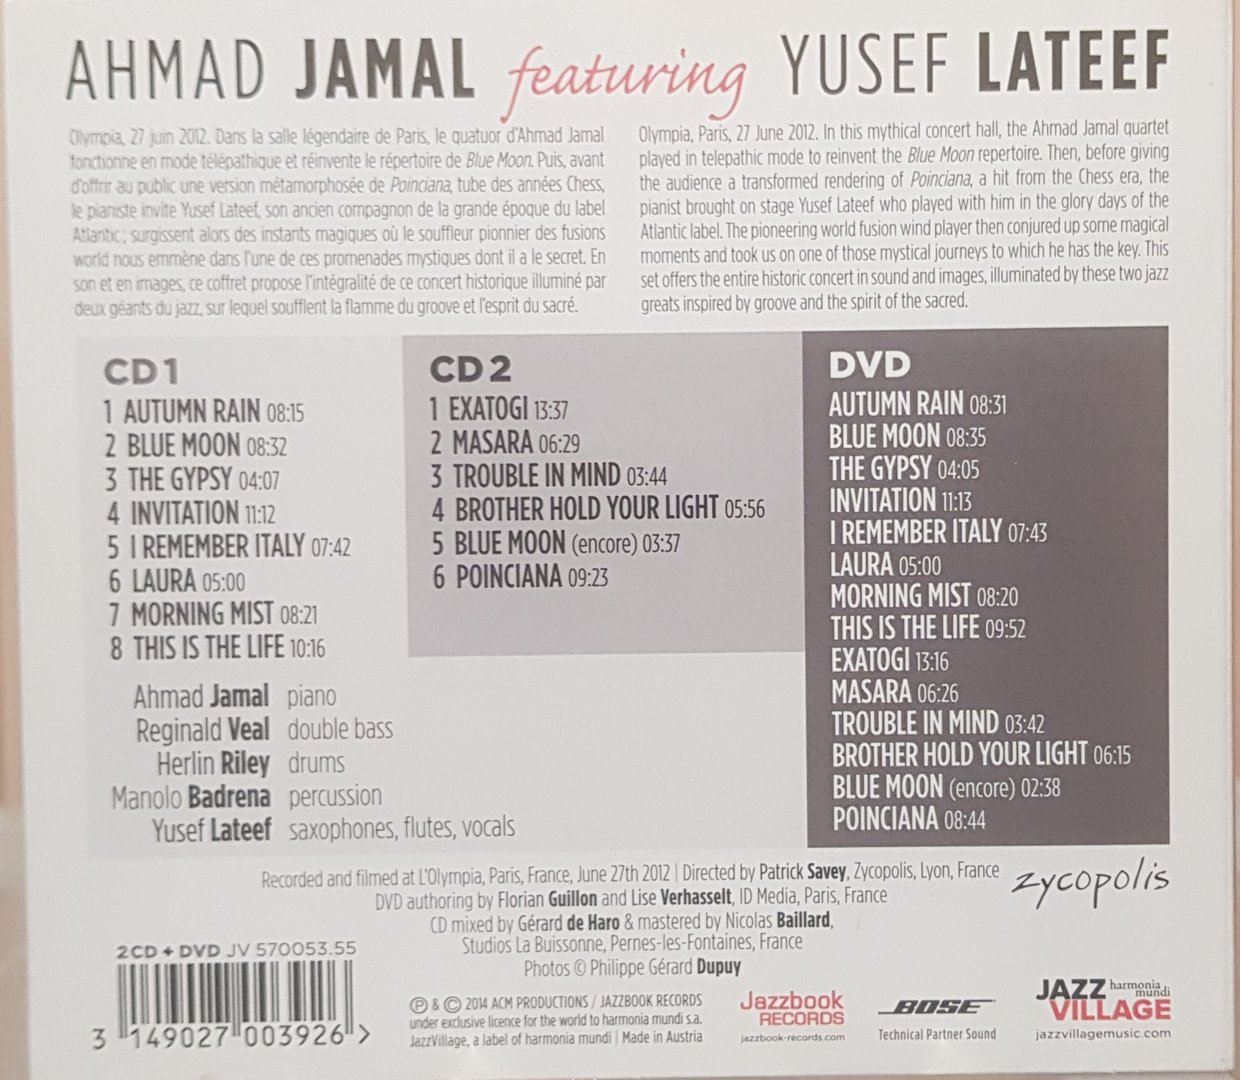 AHMAD JAMAL featuring YUSEF LATEEF
Olympia, 27 juin 2012. Dans la salle légendaire de Paris, le quatuor d'Ahmad Jamal
fonctionne en mode télépathique et réinvente le répertoire de Blue Moon. Puis, avant
d'offrir au public une version métamorphosée de Poinciana, tube des années Chess,
le pianiste invite Yusef Lateef, son ancien compagnon de la grande époque du label
Atlantic ; surgissent alors des instants magiques où le souffleur pionnier des fusions
world nous emmène dans l'une de ces promenades mystiques dont il a le secret. En
son et en images, ce coffret propose l'intégralité de ce concert historique illuminé par
deux géants du jazz, sur lequel soufflent la flamme du groove et l'esprit du sacré.
Olympia, Paris, 27 June 2012. In this mythical concert hall, the Ahmad Jamal quartet
played in telepathic mode to reinvent the Blue Moon repertoire. Then, before giving
the audience a transformed rendering of Poinciana, a hit from the Chess era, the
pianist brought on stage Yusef Lateef who played with him in the glory days of the
Atlantic label. The pioneering world fusion wind player then conjured up some magical
moments and took us on one of those mystical journeys to which he has the key. This
set offers the entire historic concert in sound and images, illuminated by these two jazz
greats inspired by groove and the spirit of the sacred.
CD 1
1 AUTUMN RAIN 08:15
2 BLUE MOON 08:32
3 THE GYPSY 04:07
4 INVITATION 11:12
5 I REMEMBER ITALY 07:42
6 LAURA 05:00
7 MORNING MIST 08:21
8 THIS IS THE LIFE 10:16
CD 2
1 EXATOGI 13:37
2 MASARA 06:29
3 TROUBLE IN MIND 03:44
4 BROTHER HOLD YOUR LIGHT 05:56
5 BLUE MOON (encore) 03:37
6 POINCIANA 09:23
DVD
AUTUMN RAIN 08:31
BLUE MOON 08:35
THE GYPSY 04:05
INVITATION 11:13
I REMEMBER ITALY 07:43
LAURA 05:00
MORNING MIST 08:20
THIS IS THE LIFE 09:52
EXATOGI 13:16
MASARA 06:26
TROUBLE IN MIND 03:42
BROTHER HOLD YOUR LIGHT 06:15
BLUE MOON (encore) 02:38
POINCIANA 08:44
Ahmad Jamal piano
Reginald Veal double bass
Herlin Riley drums
Manolo Badrena percussion
Yusef Lateef saxophones, flutes, vocals
Recorded and filmed at L'Olympia, Paris, France, June 27th 2012 | Directed by Patrick Savey, Zycopolis, Lyon, France
DVD authoring by Florian Guillon and Lise Verhasselt, ID Media, Paris, France
CD mixed by Gérard de Haro & mastered by Nicolas Baillard,
Studios La Buissonne, Pernes-les-Fontaines, France
Photos © Philippe Gérard Dupuy
zycopolis
2CD + DVD JV 570053.55
3 149027 003926 >
℗ & © 2014 ACM PRODUCTIONS / JAZZBOOK RECORDS
under exclusive licence for the world to harmonia mundi s.a.
JazzVillage, a label of harmonia mundi | Made in Austria
Jazzbook
RECORDS
jazzbook-records.com
BOSE
Technical Partner Sound
JAZZ harmonia mundi
VILLAGE
jazzvillagemusic.com